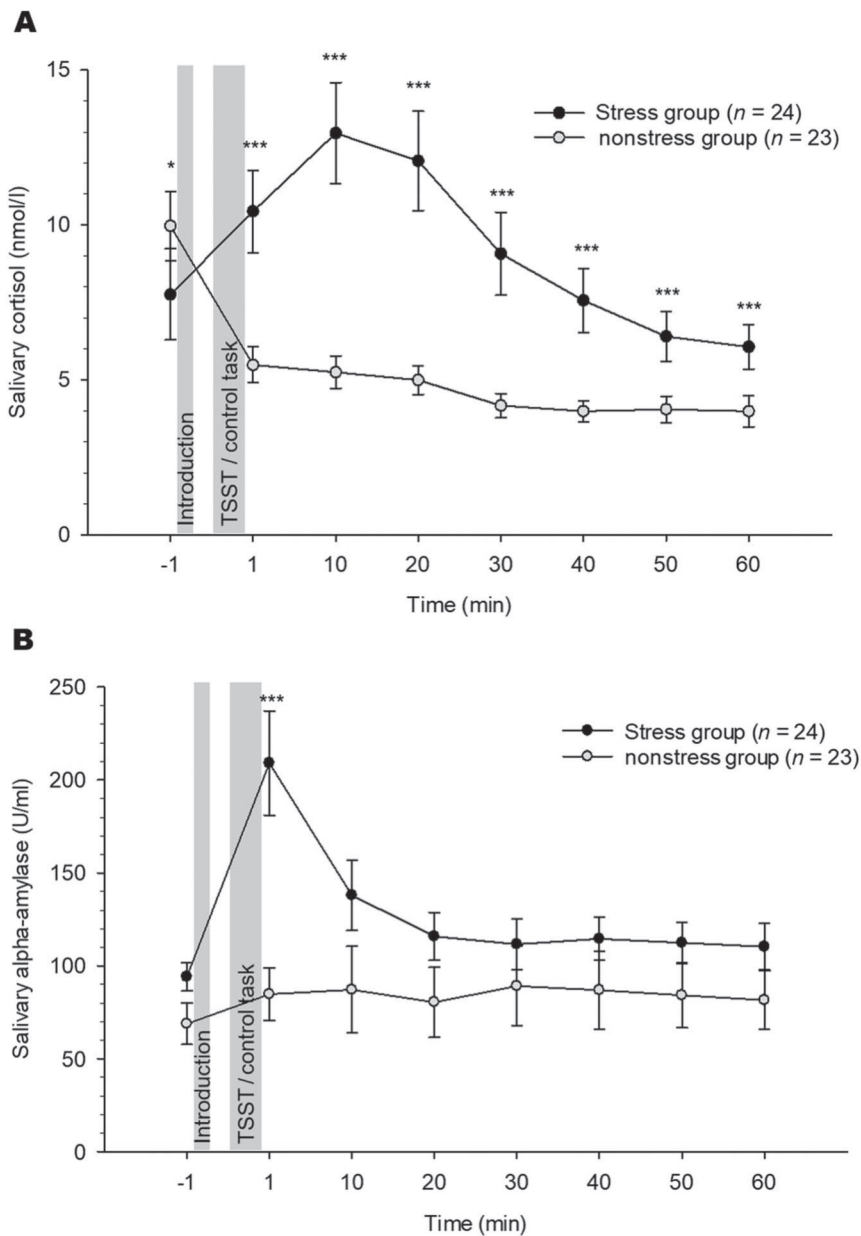 A
15
10
5
0
Salivary cortisol (nmol/l)
*
***
***
***
***
***
***
***
Stress group (n = 24)
nonstress group (n = 23)
Introduction
TSST / control task
-1 1 10 20 30 40 50 60
Time (min)
B
250
200
150
100
50
0
Salivary alpha-amylase (U/ml)
***
Stress group (n = 24)
nonstress group (n = 23)
Introduction
TSST / control task
-1 1 10 20 30 40 50 60
Time (min)